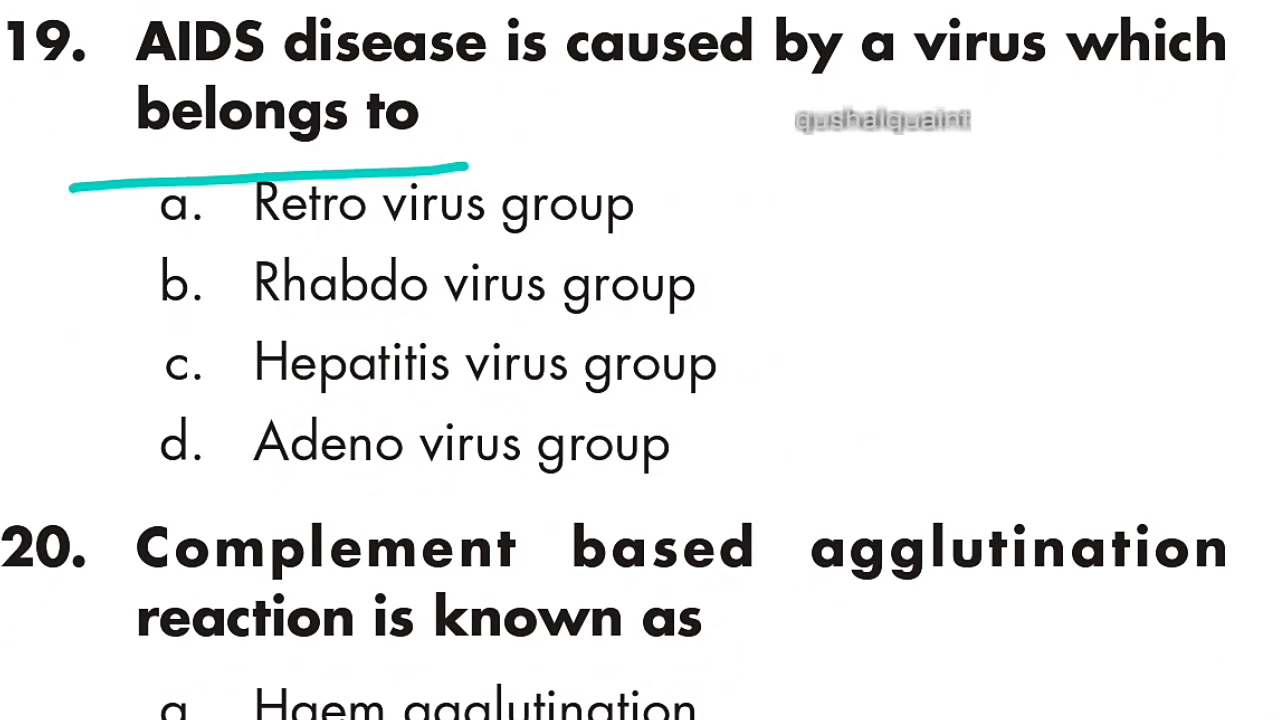 19. AIDS disease is caused by a virus which
belongs to
qushalquaint
a. Retro virus group
b. Rhabdo virus group
c. Hepatitis virus group
d. Adeno virus group
20. Complement based agglutination
reaction is known as
a Haem agglutination